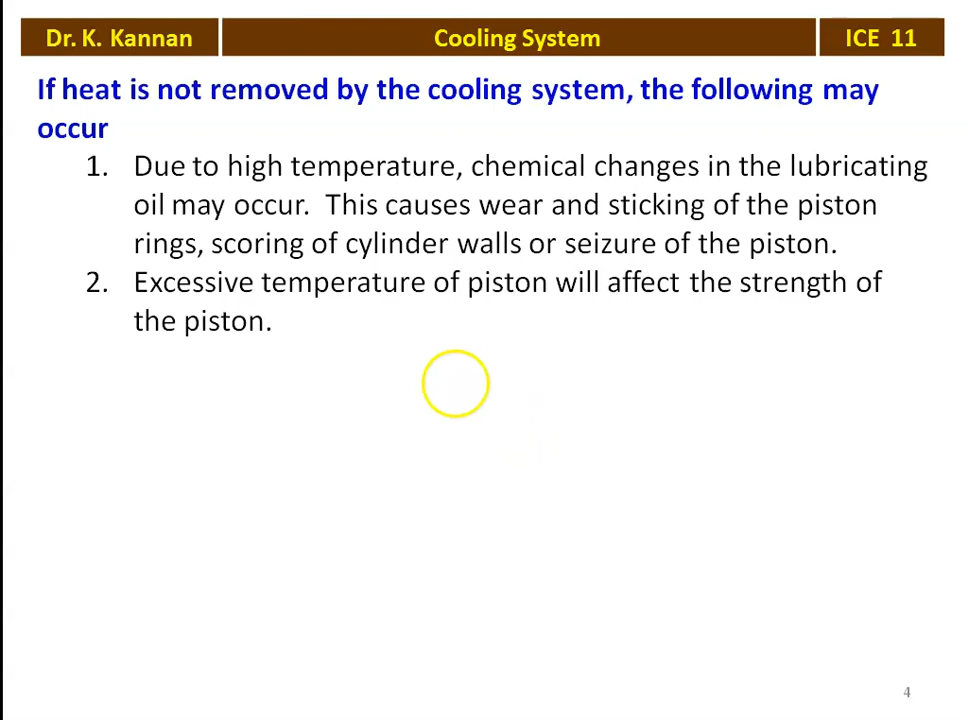 Dr. K. Kannan
Cooling System
ICE 11
If heat is not removed by the cooling system, the following may
occur
1. Due to high temperature, chemical changes in the lubricating
oil may occur. This causes wear and sticking of the piston
rings, scoring of cylinder walls or seizure of the piston.
2. Excessive temperature of piston will affect the strength of
the piston.
4